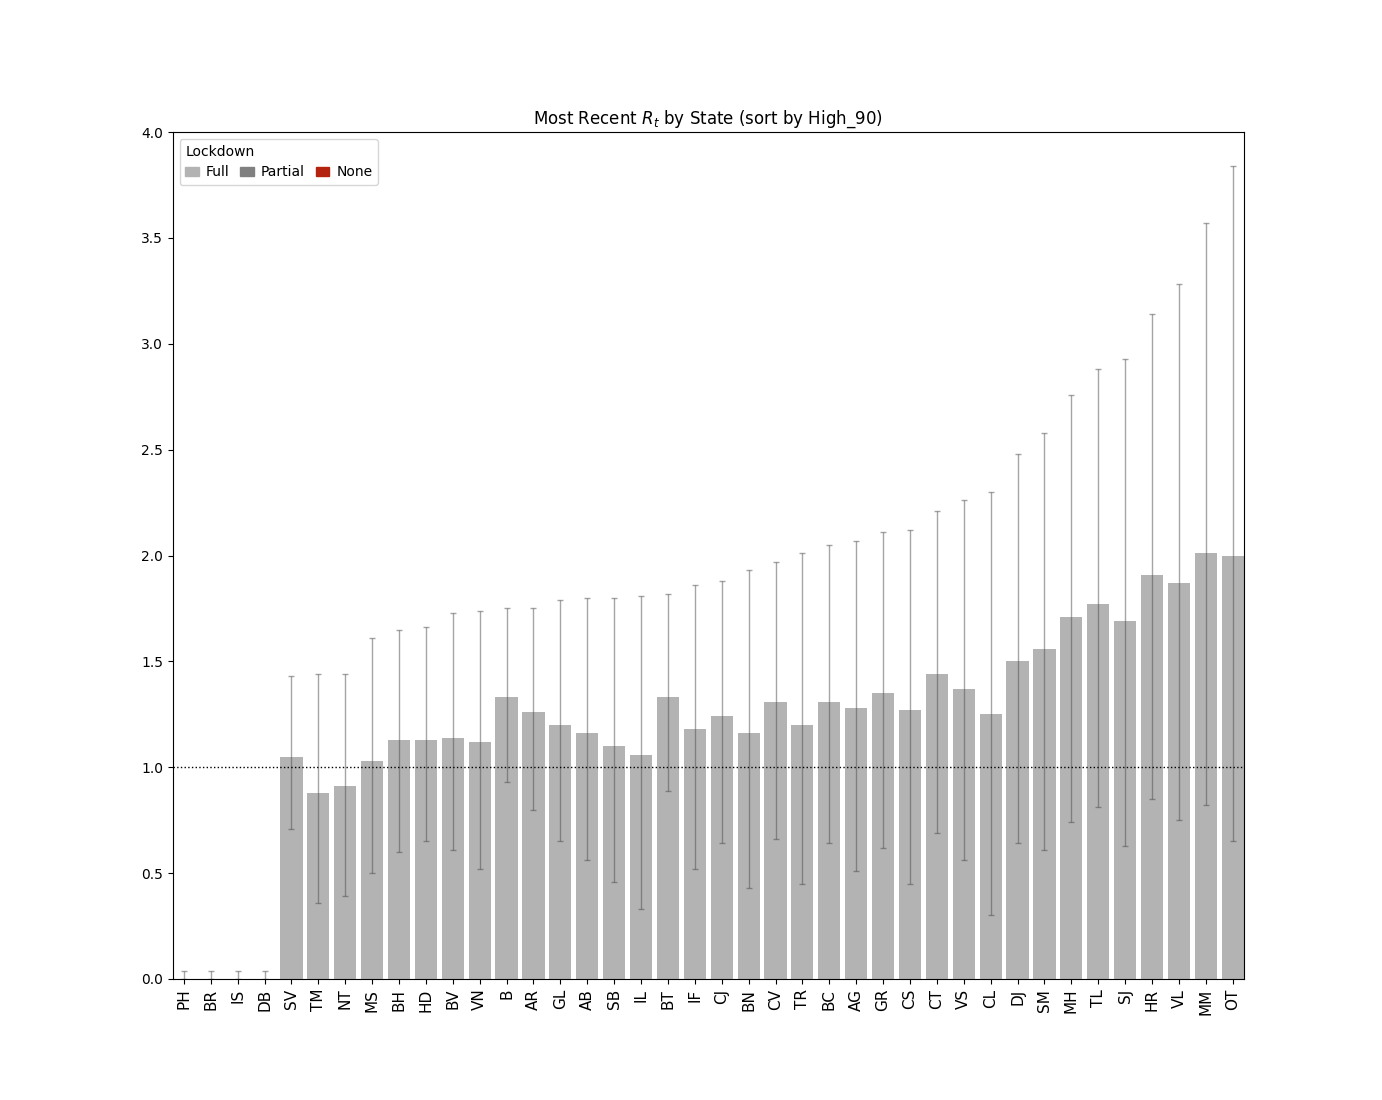 Most Recent Rt by State (sort by High_90)
Lockdown
Full Partial None
4.0
3.5
3.0
2.5
2.0
1.5
1.0
0.5
0.0
PH BR IS DB SV TM NT MS BH HD BV VN B AR GL AB SB IL BT IF CJ BN CV TR BC AG GR CS CT VS CL DJ SM MH TL SJ HR VL MM OT